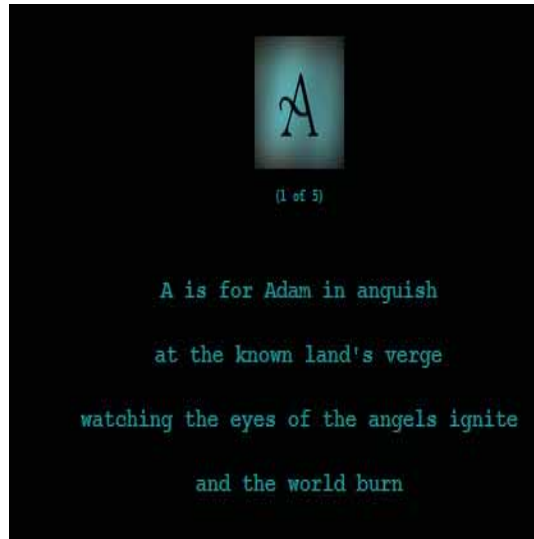 A
(1 of 5)
A is for Adam in anguish
at the known land's verge
watching the eyes of the angels ignite
and the world burn